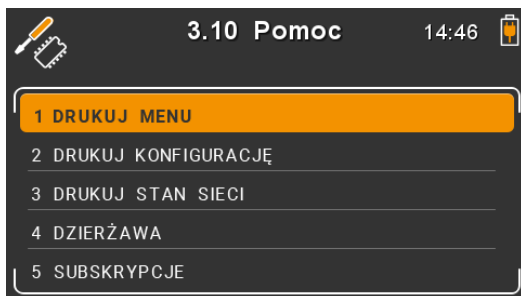 3.10 Pomoc 14:46
1 DRUKUJ MENU
2 DRUKUJ KONFIGURACJĘ
3 DRUKUJ STAN SIECI
4 DZIERŻAWA
5 SUBSKRYPCJE